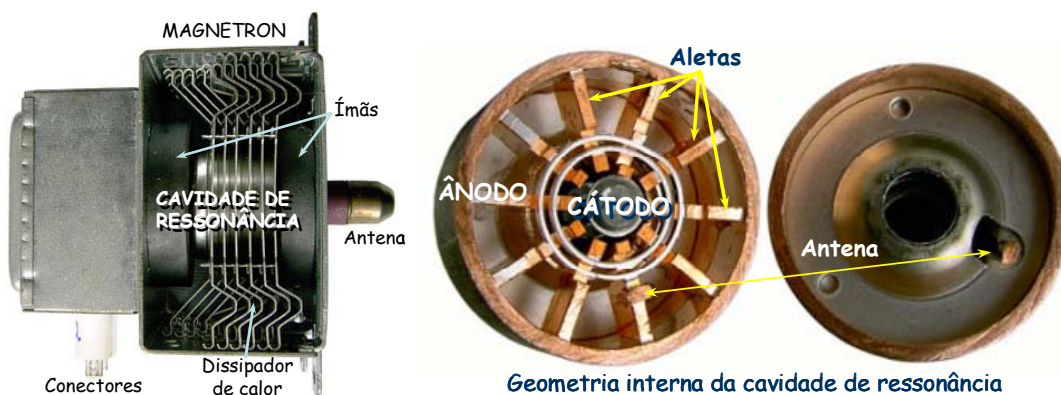 MAGNETRON
Ímãs
CAVIDADE DE
RESSONÂNCIA
Antena
Conectores
Dissipador
de calor
Aletas
ÂNODO
CÁTODO
Antena
Geometria interna da cavidade de ressonância